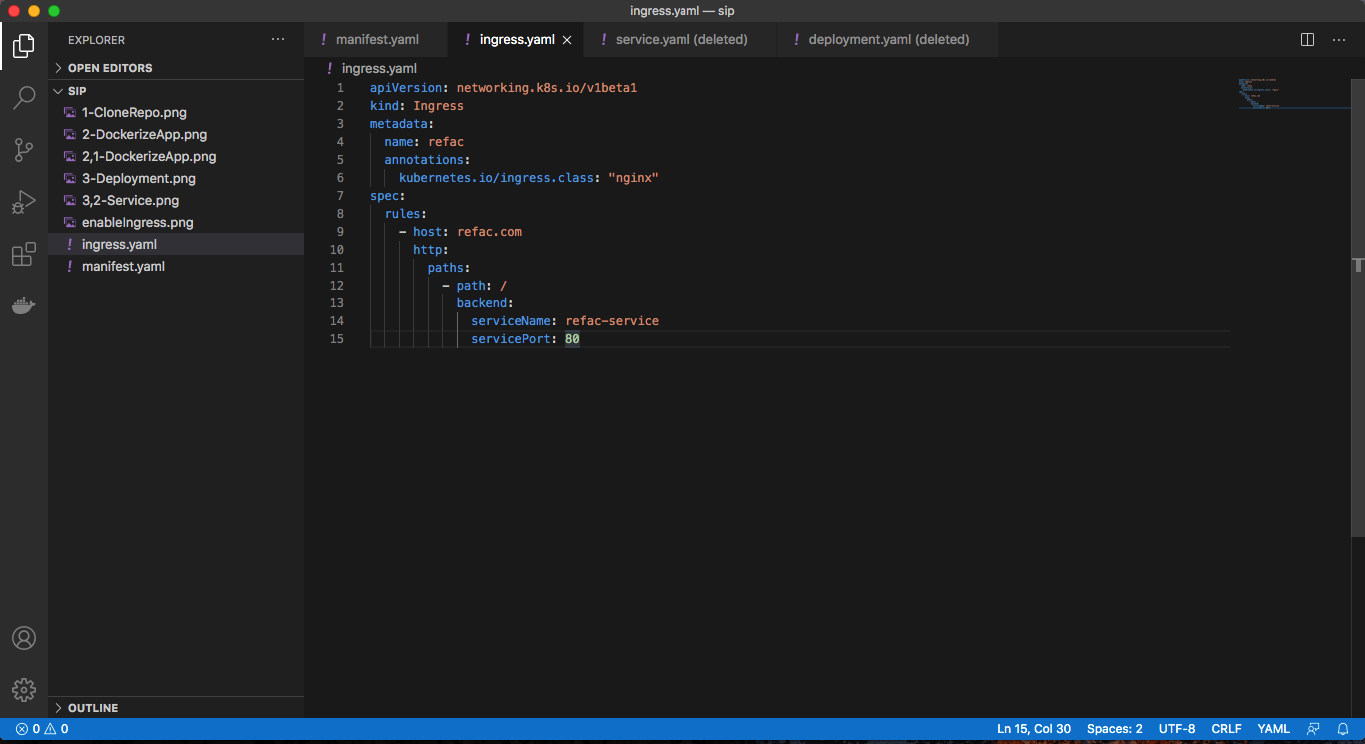 ingress.yaml — sip
EXPLORER
OPEN EDITORS
SIP
1-CloneRepo.png
2-DockerizeApp.png
2,1-DockerizeApp.png
3-Deployment.png
3,2-Service.png
enableIngress.png
! ingress.yaml
! manifest.yaml
OUTLINE
! manifest.yaml
! ingress.yaml
! service.yaml (deleted)
! deployment.yaml (deleted)
! ingress.yaml
1 apiVersion: networking.k8s.io/v1beta1
2 kind: Ingress
3 metadata:
4   name: refac
5   annotations:
6     kubernetes.io/ingress.class: "nginx"
7 spec:
8   rules:
9     - host: refac.com
10       http:
11         paths:
12           - path: /
13             backend:
14               serviceName: refac-service
15               servicePort: 80
0 0
Ln 15, Col 30 Spaces: 2 UTF-8 CRLF YAML